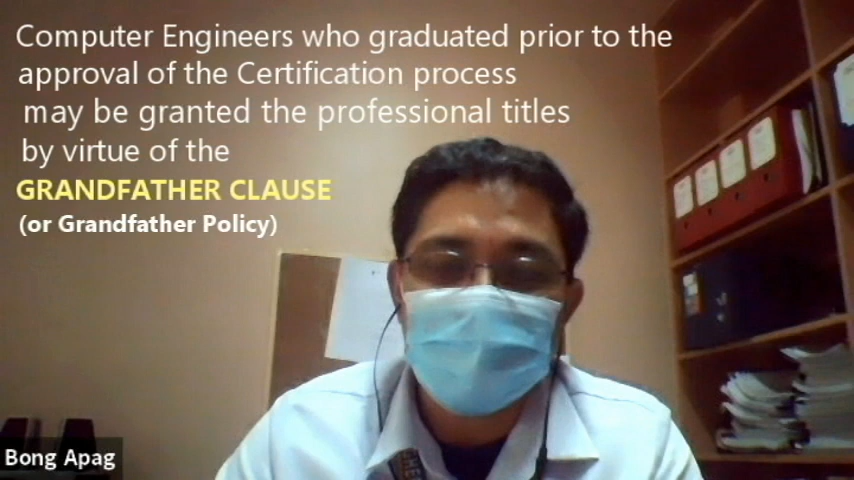 Computer Engineers who graduated prior to the
approval of the Certification process
may be granted the professional titles
by virtue of the
GRANDFATHER CLAUSE
(or Grandfather Policy)
Bong Apag